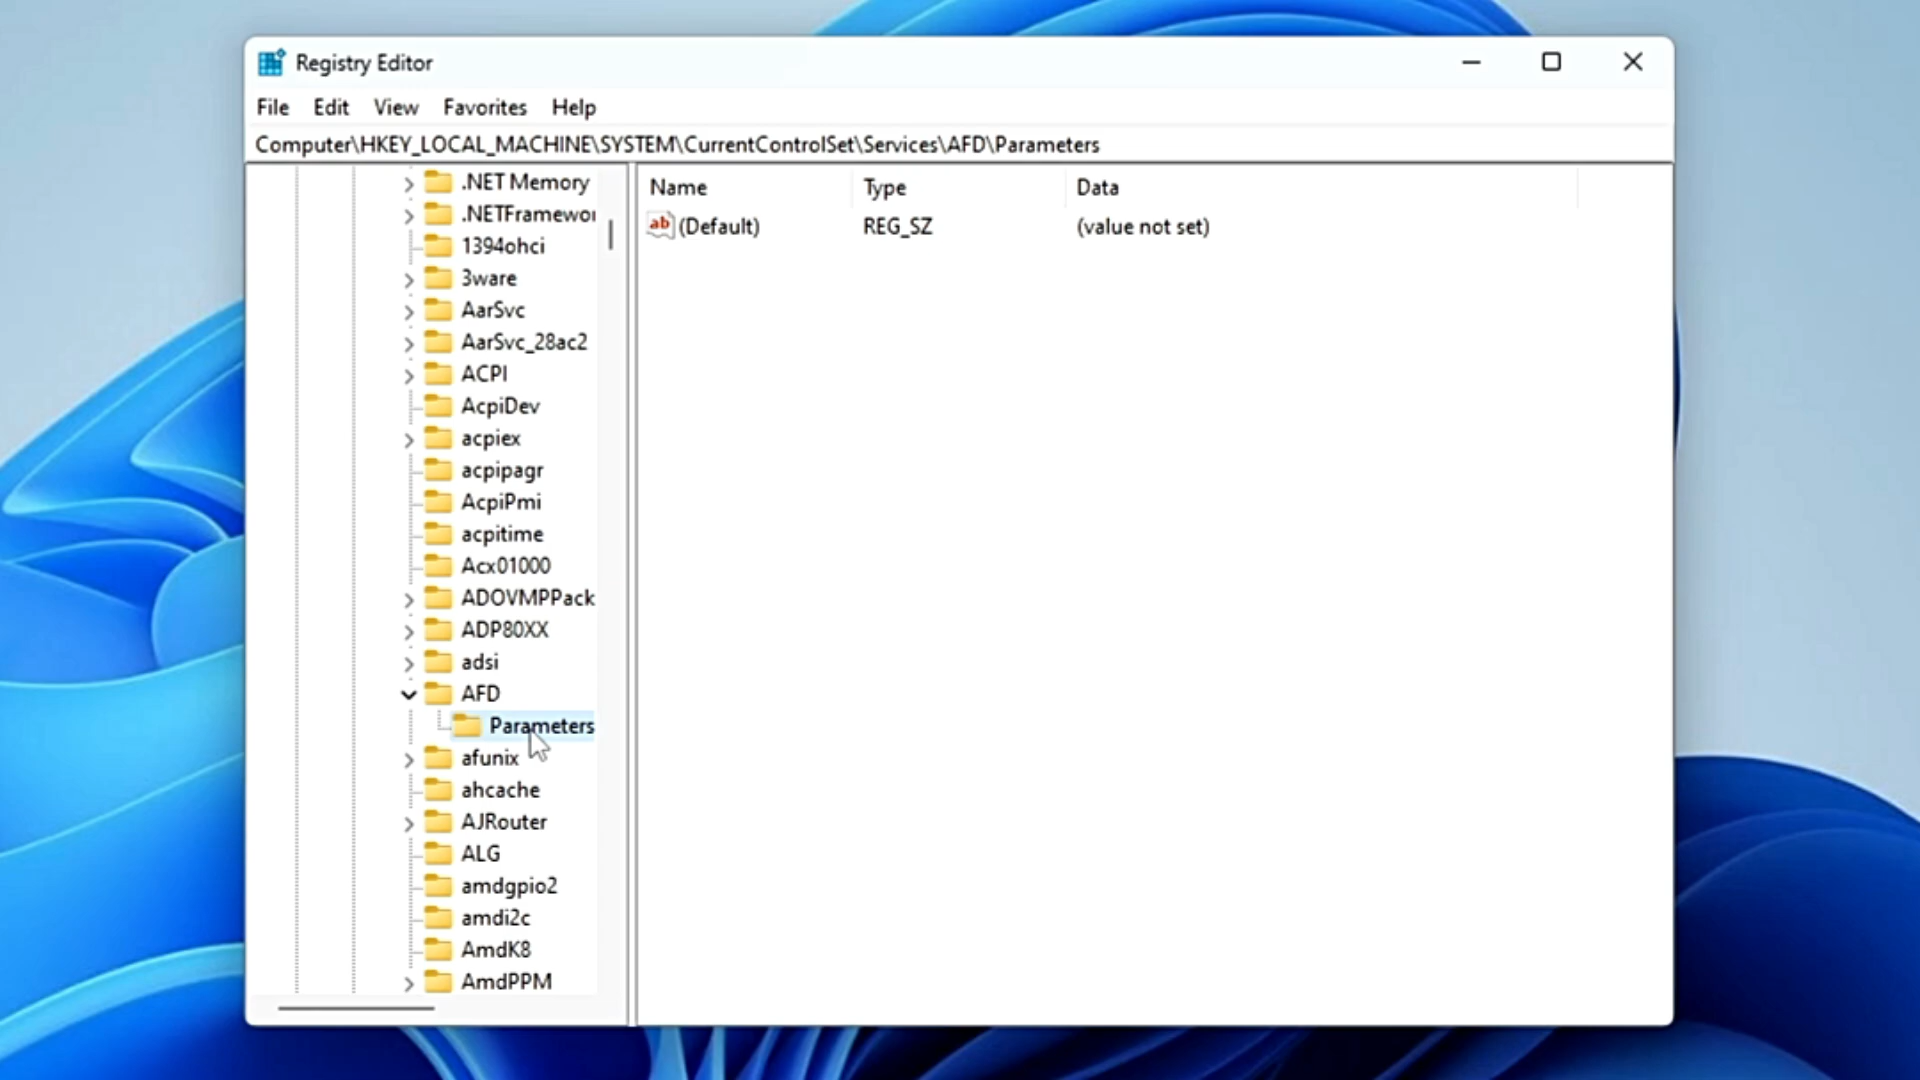 Registry Editor
File Edit View Favorites Help
Computer\HKEY_LOCAL_MACHINE\SYSTEM\CurrentControlSet\Services\AFD\Parameters
Name Type Data
ab (Default) REG_SZ (value not set)
.NET Memory
.NETFramewor
1394ohci
3ware
AarSvc
AarSvc_28ac2
ACPI
AcpiDev
acpiex
acpipagr
AcpiPmi
acpitime
Acx01000
ADOVMPPack
ADP80XX
adsi
AFD
Parameters
afunix
ahcache
AJRouter
ALG
amdgpio2
amdi2c
AmdK8
AmdPPM